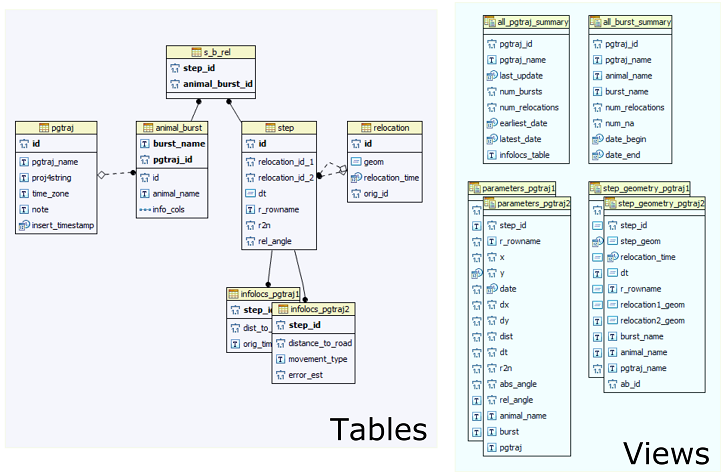 s_b_rel
step_id
animal_burst_id
pgtraj
id
pgtraj_name
proj4string
time_zone
note
insert_timestamp
animal_burst
burst_name
pgtraj_id
id
animal_name
info_cols
step
id
relocation_id_1
relocation_id_2
dt
r_rowname
r2n
rel_angle
relocation
id
geom
relocation_time
orig_id
infolocs_pgtraj1
step_i
dist_to_
orig_tim
infolocs_pgtraj2
step_id
distance_to_road
movement_type
error_est
Tables
all_pgtraj_summary
pgtraj_id
pgtraj_name
last_update
num_bursts
num_relocations
earliest_date
latest_date
infolocs_table
all_burst_summary
pgtraj_id
pgtraj_name
animal_name
burst_name
num_relocations
num_na
date_begin
date_end
parameters_pgtraj1
parameters_pgtraj2
step_id
r_rowname
x
y
date
dx
dy
dist
dt
r2n
abs_angle
rel_angle
animal_name
burst
pgtraj
step_geometry_pgtraj1
step_geometry_pgtraj2
step_id
step_geom
relocation_time
dt
r_rowname
relocation1_geom
relocation2_geom
burst_name
animal_name
pgtraj_name
ab_id
Views